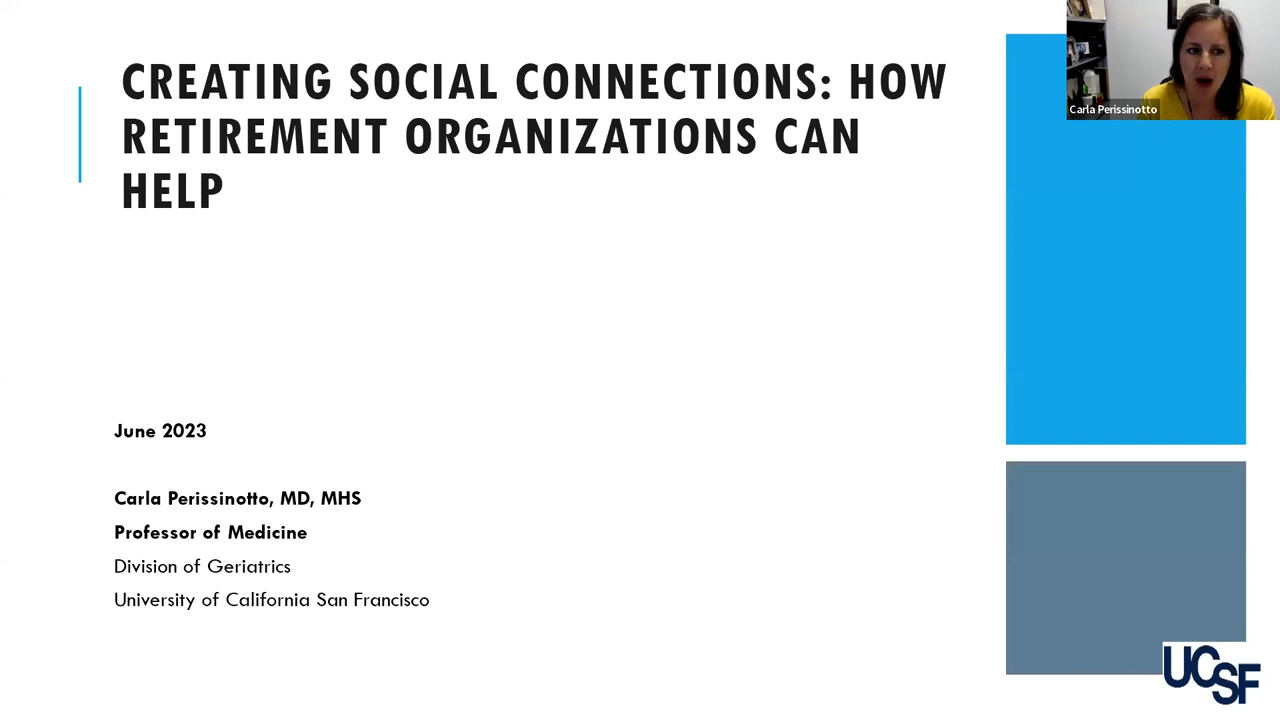 CREATING SOCIAL CONNECTIONS: HOW
RETIREMENT ORGANIZATIONS CAN
HELP
Carla Perissinotto
June 2023
Carla Perissinotto, MD, MHS
Professor of Medicine
Division of Geriatrics
University of California San Francisco
UCSF